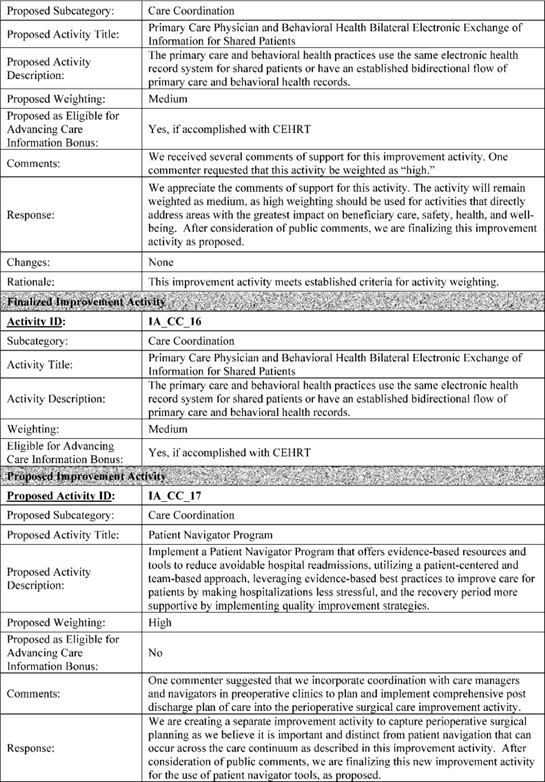 Proposed Subcategory: Care Coordination
Proposed Activity Title: Primary Care Physician and Behavioral Health Bilateral Electronic Exchange of
Information for Shared Patients
Proposed Activity
Description: The primary care and behavioral health practices use the same electronic health
record system for shared patients or have an established bidirectional flow of
primary care and behavioral health records.
Proposed Weighting: Medium
Proposed as Eligible for
Advancing Care
Information Bonus: Yes, if accomplished with CEHRT
Comments: We received several comments of support for this improvement activity. One
commenter requested that this activity be weighted as “high.”
Response: We appreciate the comments of support for this activity. The activity will remain
weighted as medium, as high weighting should be used for activities that directly
address areas with the greatest impact on beneficiary care, safety, health, and well-
being. After consideration of public comments, we are finalizing this improvement
activity as proposed.
Changes: None
Rationale: This improvement activity meets established criteria for activity weighting.
Finalized Improvement Activity
Activity ID: IA_CC_16
Subcategory: Care Coordination
Activity Title: Primary Care Physician and Behavioral Health Bilateral Electronic Exchange of
Information for Shared Patients
Activity Description: The primary care and behavioral health practices use the same electronic health
record system for shared patients or have an established bidirectional flow of
primary care and behavioral health records.
Weighting: Medium
Eligible for Advancing
Care Information Bonus: Yes, if accomplished with CEHRT
Proposed Improvement Activity
Proposed Activity ID: IA_CC_17
Proposed Subcategory: Care Coordination
Proposed Activity Title: Patient Navigator Program
Proposed Activity
Description: Implement a Patient Navigator Program that offers evidence-based resources and
tools to reduce avoidable hospital readmissions, utilizing a patient-centered and
team-based approach, leveraging evidence-based best practices to improve care for
patients by making hospitalizations less stressful, and the recovery period more
supportive by implementing quality improvement strategies.
Proposed Weighting: High
Proposed as Eligible for
Advancing Care
Information Bonus: No
Comments: One commenter suggested that we incorporate coordination with care managers
and navigators in preoperative clinics to plan and implement comprehensive post
discharge plan of care into the perioperative surgical care improvement activity.
Response: We are creating a separate improvement activity to capture perioperative surgical
planning as we believe it is important and distinct from patient navigation that can
occur across the care continuum as described in this improvement activity. After
consideration of public comments, we are finalizing this new improvement activity
for the use of patient navigator tools, as proposed.